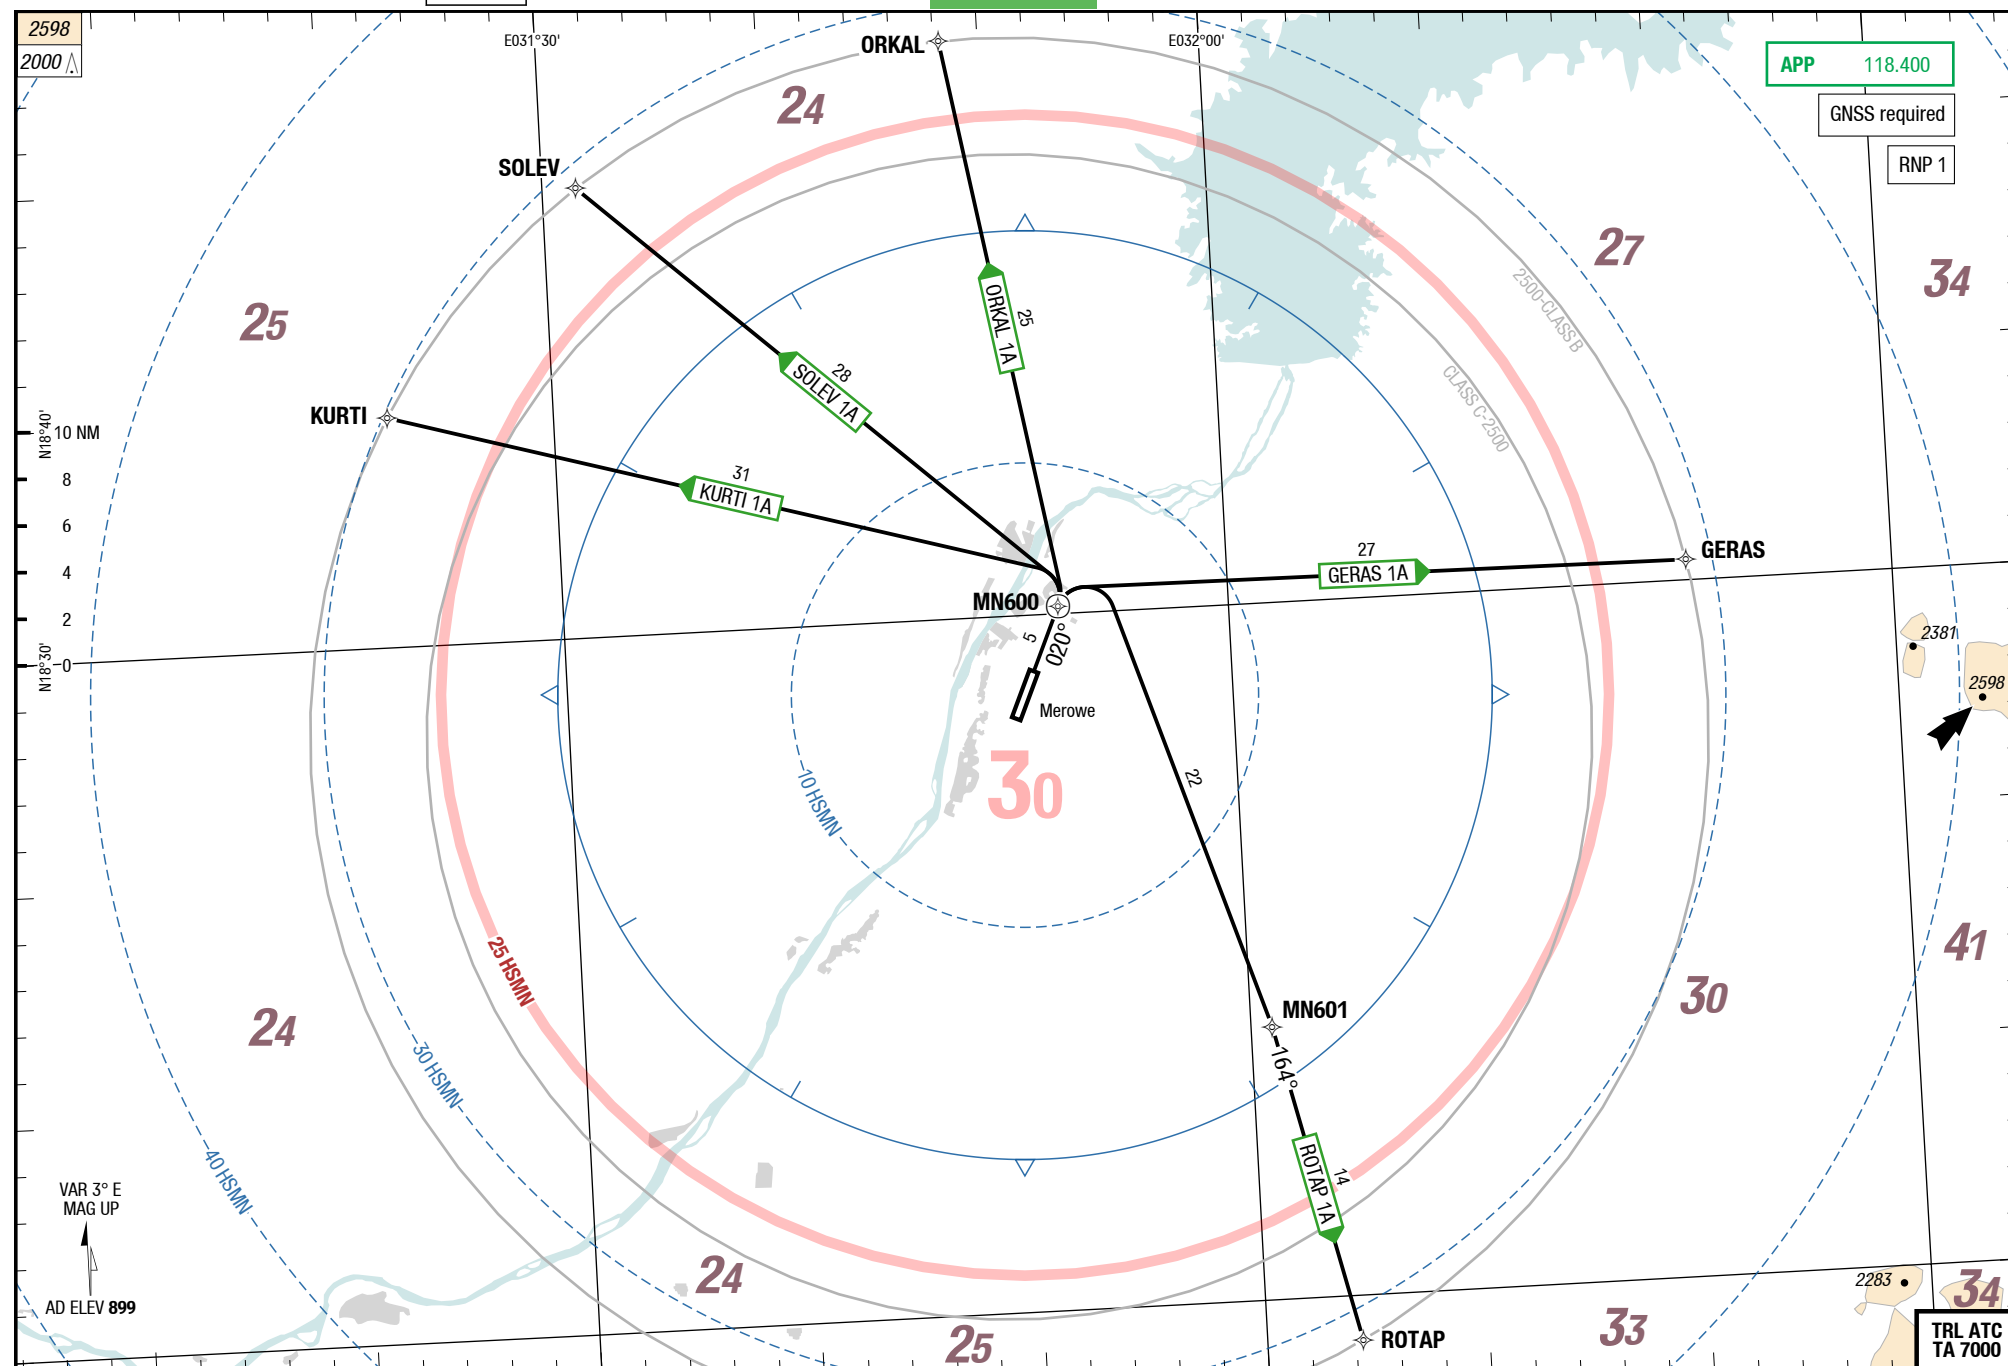 2598
2000
E031°30'
ORKAL
E032°00'
APP 118.400
GNSS required
RNP 1
24
SOLEV
27
34
25
2500-CLASS B
CLASS C-2500
ORKAL 1A
25
28
SOLEV 1A
KURTI
31
KURTI 1A
N18°40'
10 NM
8
6
4
2
0
N18°30'
27
GERAS 1A
GERAS
MN600
5
020°
Merowe
2381
2598
30
10 HSMN
22
25 HSMN
24
30 HSMN
40 HSMN
41
30
MN601
164°
14
ROTAP 1A
VAR 3° E
MAG UP
AD ELEV 899
24
25
ROTAP
33
2283
34
TRL ATC
TA 7000